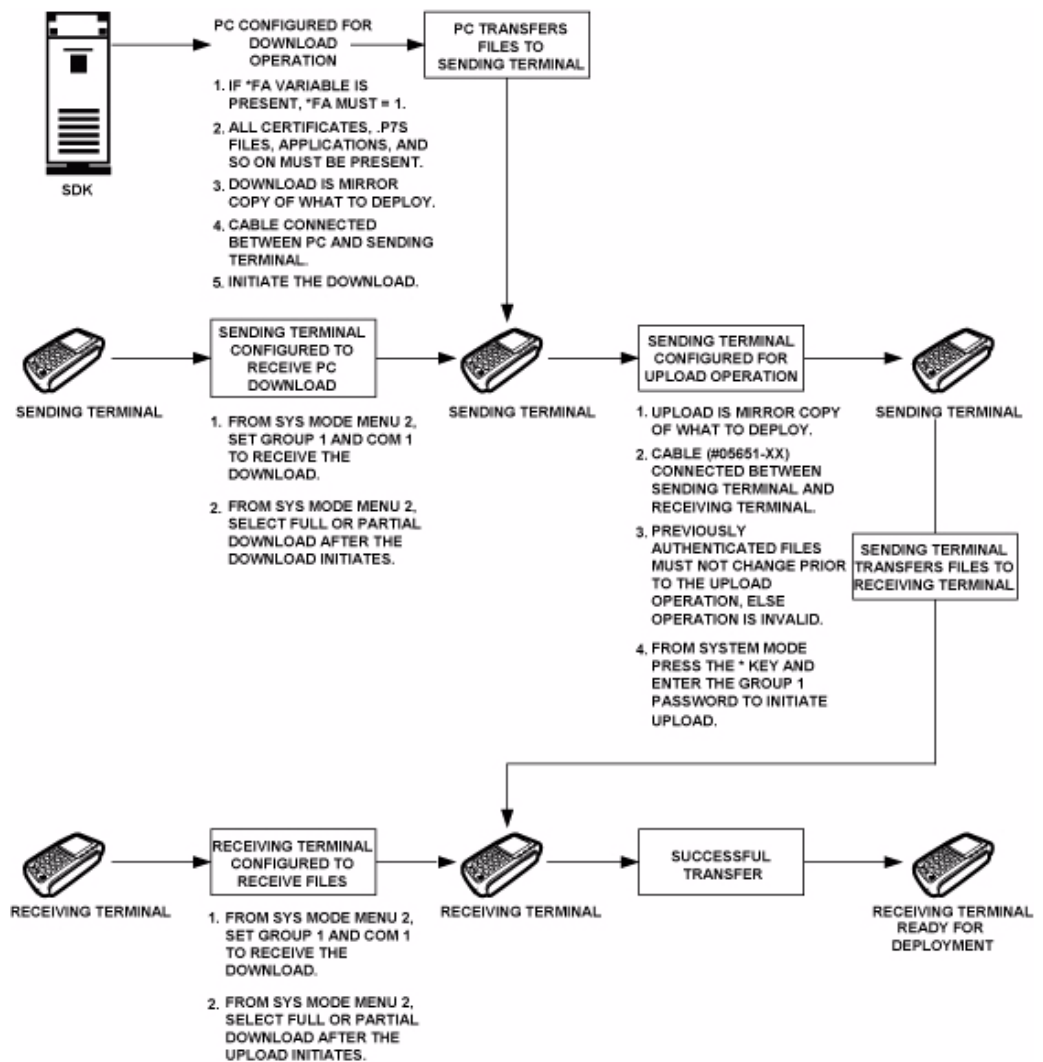 PC CONFIGURED FOR
DOWNLOAD
OPERATION
1. IF *FA VARIABLE IS
PRESENT, *FA MUST = 1.
2. ALL CERTIFICATES, .P7S
FILES, APPLICATIONS, AND
SO ON MUST BE PRESENT.
3. DOWNLOAD IS MIRROR
COPY OF WHAT TO DEPLOY.
4. CABLE CONNECTED
BETWEEN PC AND SENDING
TERMINAL.
5. INITIATE THE DOWNLOAD.
PC TRANSFERS
FILES TO
SENDING TERMINAL
SDK
SENDING TERMINAL
SENDING TERMINAL
CONFIGURED TO
RECEIVE PC
DOWNLOAD
1. FROM SYS MODE MENU 2,
SET GROUP 1 AND COM 1
TO RECEIVE THE
DOWNLOAD.
2. FROM SYS MODE MENU 2,
SELECT FULL OR PARTIAL
DOWNLOAD AFTER THE
DOWNLOAD INITIATES.
SENDING TERMINAL
SENDING TERMINAL
CONFIGURED FOR
UPLOAD OPERATION
1. UPLOAD IS MIRROR COPY
OF WHAT TO DEPLOY.
2. CABLE (#05651-XX)
CONNECTED BETWEEN
SENDING TERMINAL AND
RECEIVING TERMINAL.
3. PREVIOUSLY
AUTHENTICATED FILES
MUST NOT CHANGE PRIOR
TO THE UPLOAD
OPERATION, ELSE
OPERATION IS INVALID.
4. FROM SYSTEM MODE
PRESS THE * KEY AND
ENTER THE GROUP 1
PASSWORD TO INITIATE
UPLOAD.
SENDING TERMINAL
SENDING TERMINAL
TRANSFERS FILES TO
RECEIVING TERMINAL
RECEIVING TERMINAL
RECEIVING TERMINAL
CONFIGURED TO
RECEIVE FILES
1. FROM SYS MODE MENU 2,
SET GROUP 1 AND COM 1
TO RECEIVE THE
DOWNLOAD.
2. FROM SYS MODE MENU 2,
SELECT FULL OR PARTIAL
DOWNLOAD AFTER THE
UPLOAD INITIATES.
RECEIVING TERMINAL
SUCCESSFUL
TRANSFER
RECEIVING TERMINAL
READY FOR
DEPLOYMENT